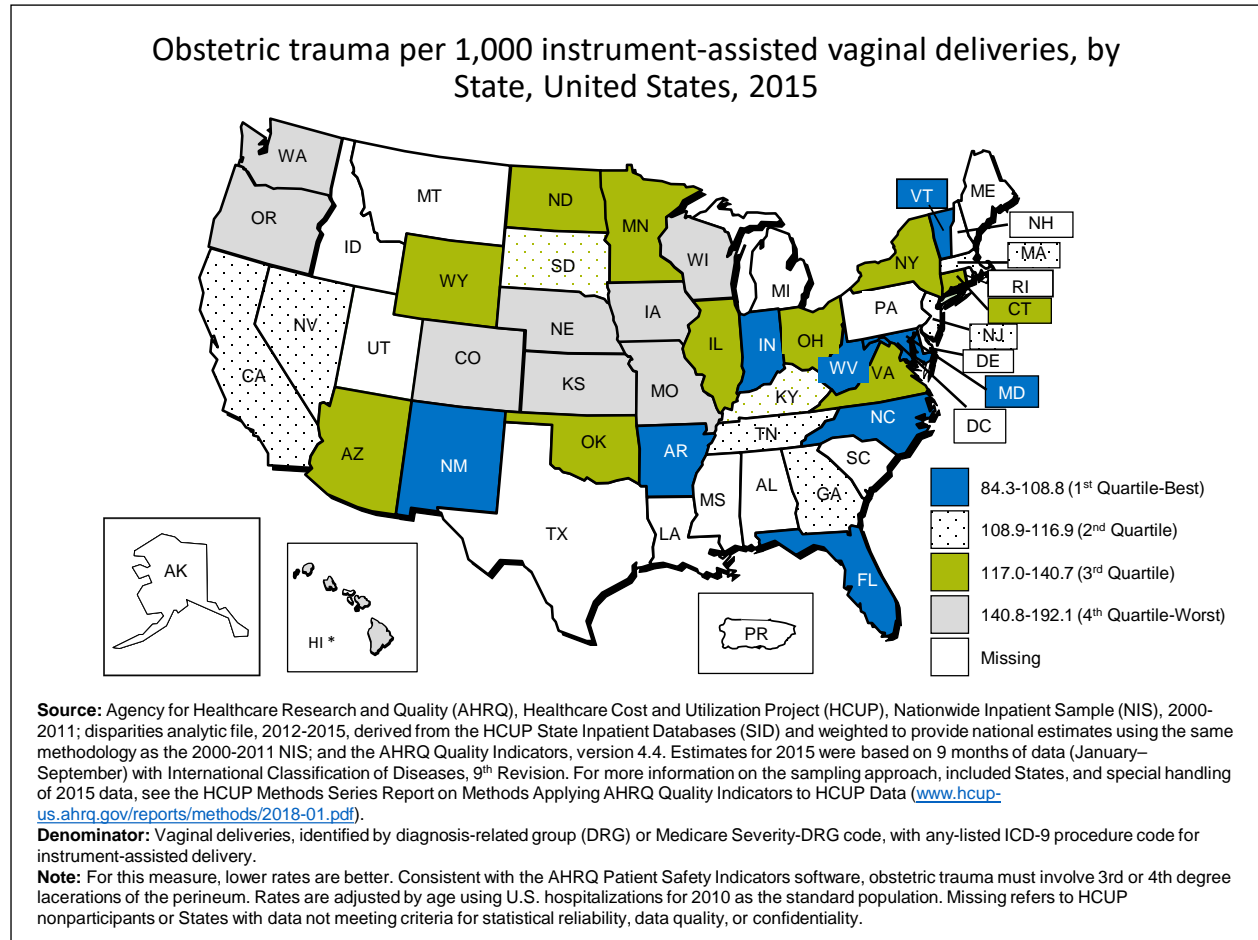 Obstetric trauma per 1,000 instrument-assisted vaginal deliveries, by
State, United States, 2015
WA
MT
ND
MN
OR
ID
SD
WI
MI
WY
NE
IA
NV
UT
CO
KS
MO
IL
IN
OH
PA
NY
ME
VT
NH
MA
RI
CT
NJ
DE
MD
DC
CA
AZ
NM
OK
AR
KY
WV
VA
TN
NC
SC
MS
AL
GA
TX
LA
FL
AK
HI *
PR
84.3-108.8 (1st Quartile-Best)
108.9-116.9 (2nd Quartile)
117.0-140.7 (3rd Quartile)
140.8-192.1 (4th Quartile-Worst)
Missing
Source: Agency for Healthcare Research and Quality (AHRQ), Healthcare Cost and Utilization Project (HCUP), Nationwide Inpatient Sample (NIS), 2000-
2011; disparities analytic file, 2012-2015, derived from the HCUP State Inpatient Databases (SID) and weighted to provide national estimates using the same
methodology as the 2000-2011 NIS; and the AHRQ Quality Indicators, version 4.4. Estimates for 2015 were based on 9 months of data (January–
September) with International Classification of Diseases, 9th Revision. For more information on the sampling approach, included States, and special handling
of 2015 data, see the HCUP Methods Series Report on Methods Applying AHRQ Quality Indicators to HCUP Data (www.hcup-
us.ahrq.gov/reports/methods/2018-01.pdf).
Denominator: Vaginal deliveries, identified by diagnosis-related group (DRG) or Medicare Severity-DRG code, with any-listed ICD-9 procedure code for
instrument-assisted delivery.
Note: For this measure, lower rates are better. Consistent with the AHRQ Patient Safety Indicators software, obstetric trauma must involve 3rd or 4th degree
lacerations of the perineum. Rates are adjusted by age using U.S. hospitalizations for 2010 as the standard population. Missing refers to HCUP
nonparticipants or States with data not meeting criteria for statistical reliability, data quality, or confidentiality.